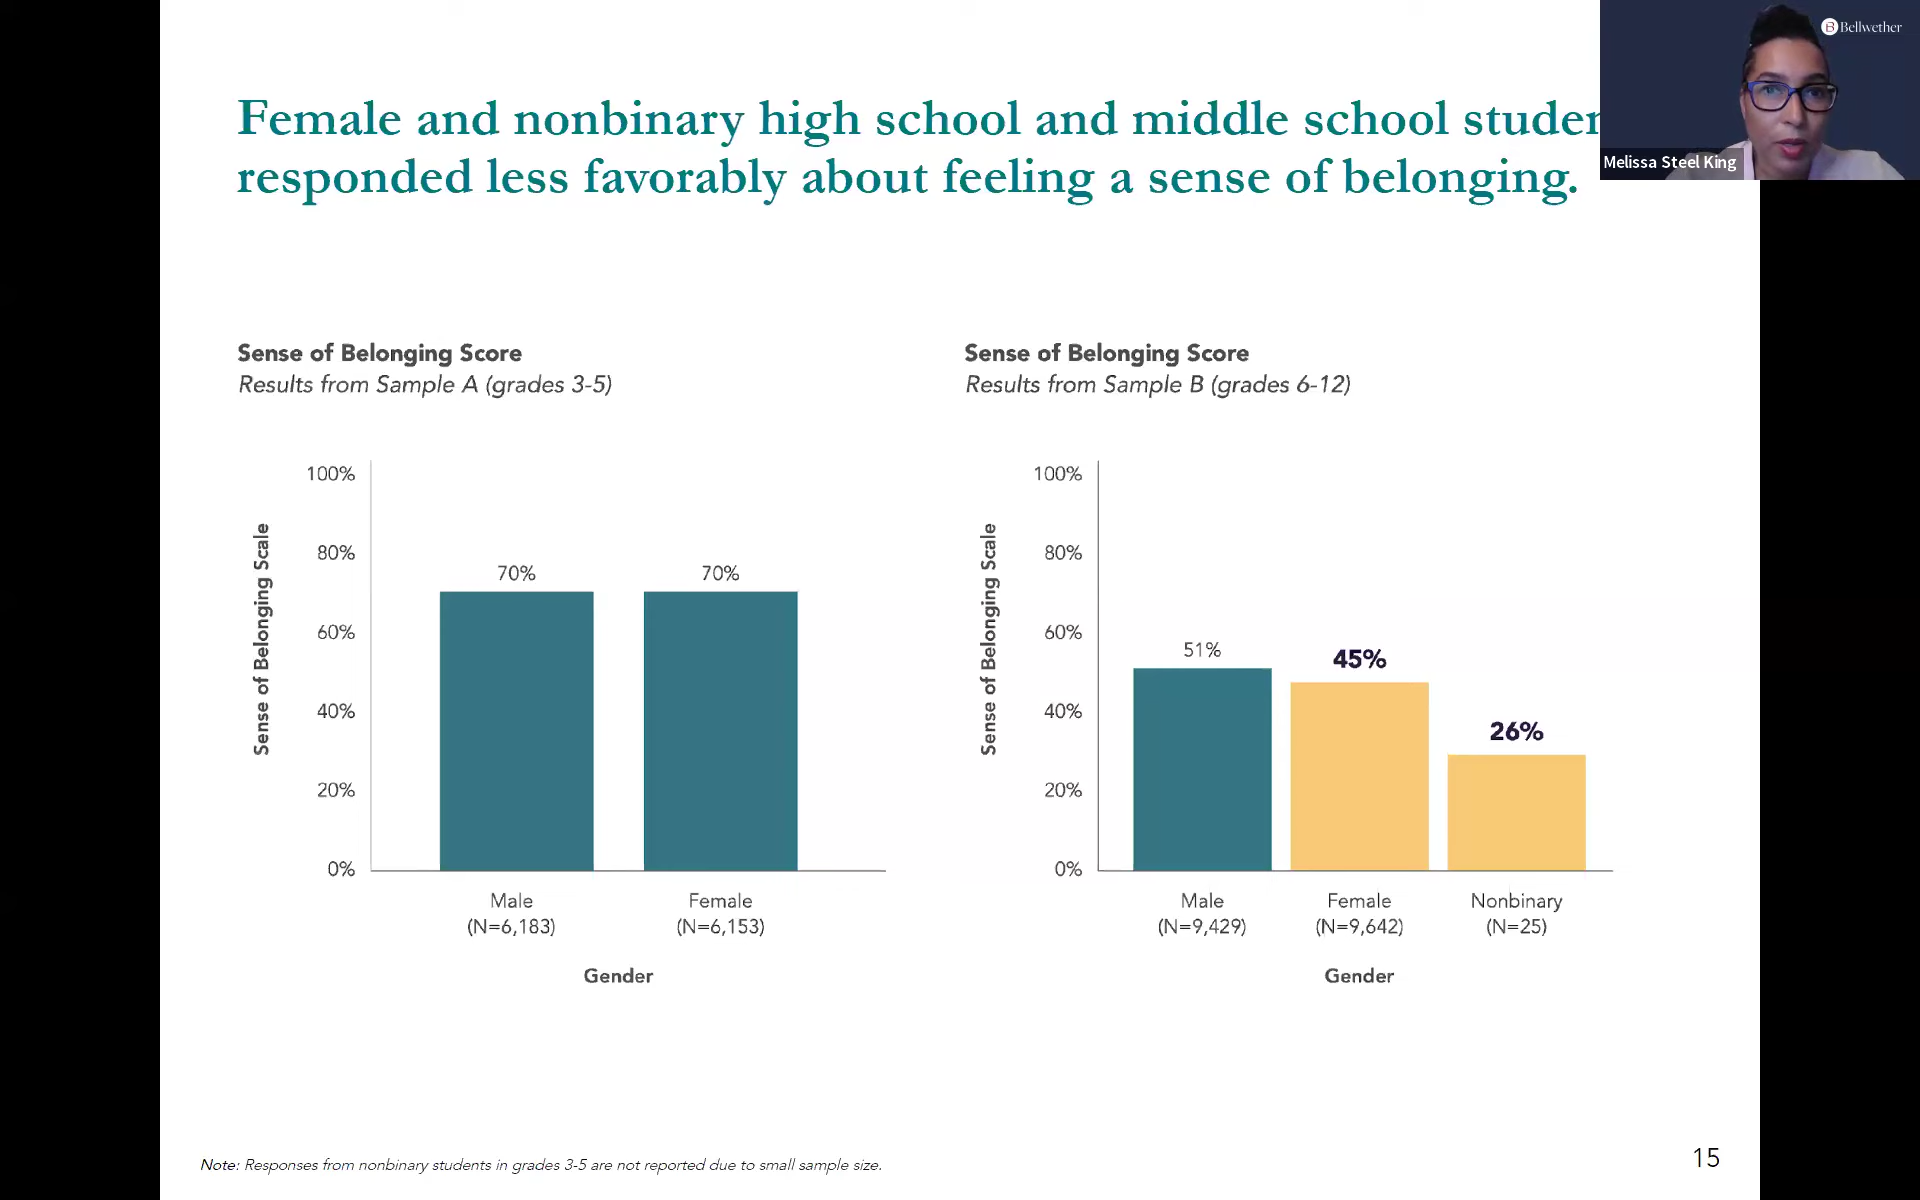 Bellwether
Melissa Steel King
Female and nonbinary high school and middle school studen
responded less favorably about feeling a sense of belonging.
Sense of Belonging Score
Results from Sample A (grades 3-5)
Sense of Belonging Scale
100%
80%
60%
40%
20%
0%
70%
70%
Male
(N=6,183)
Female
(N=6,153)
Gender
Sense of Belonging Score
Results from Sample B (grades 6-12)
Sense of Belonging Scale
100%
80%
60%
40%
20%
0%
51%
45%
26%
Male
(N=9,429)
Female
(N=9,642)
Nonbinary
(N=25)
Gender
Note: Responses from nonbinary students in grades 3-5 are not reported due to small sample size.
15